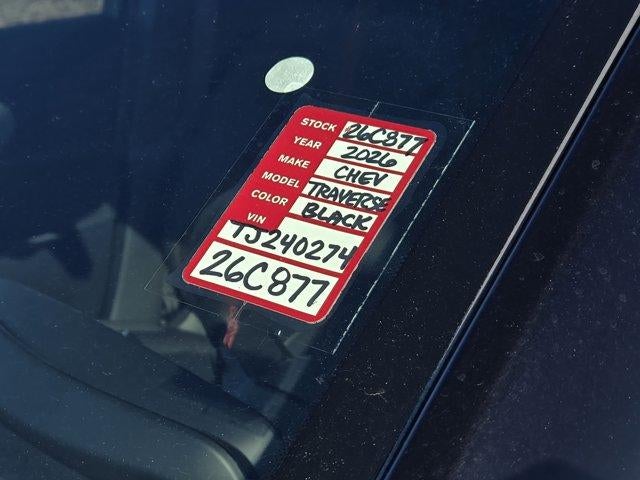 STOCK 26C877
YEAR 2026
MAKE CHEV
MODEL TRAVERSE
COLOR BLACK
VIN
TJ240274
26C877